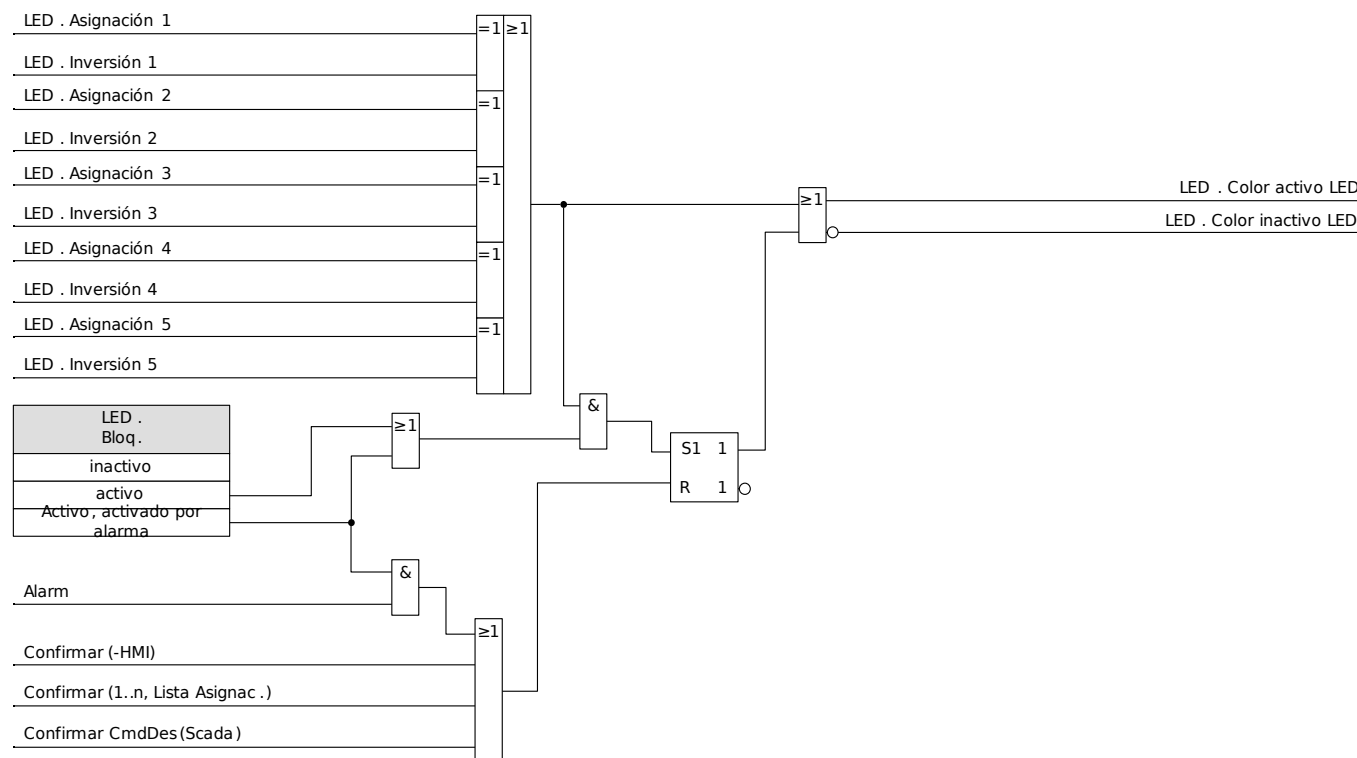 LED . Asignación 1
=1 ≥1
LED . Inversión 1
LED . Asignación 2
=1
LED . Inversión 2
LED . Asignación 3
=1
LED . Inversión 3
LED . Asignación 4
=1
LED . Inversión 4
LED . Asignación 5
=1
LED . Inversión 5
≥1
LED . Color activo LED
LED . Color inactivo LED
LED .
Bloq.
inactivo
activo
Activo, activado por
alarma
≥1
&
S1 1
R 1
&
Alarm
≥1
Confirmar (-HMI)
Confirmar (1..n, Lista Asignac .)
Confirmar CmdDes (Scada)